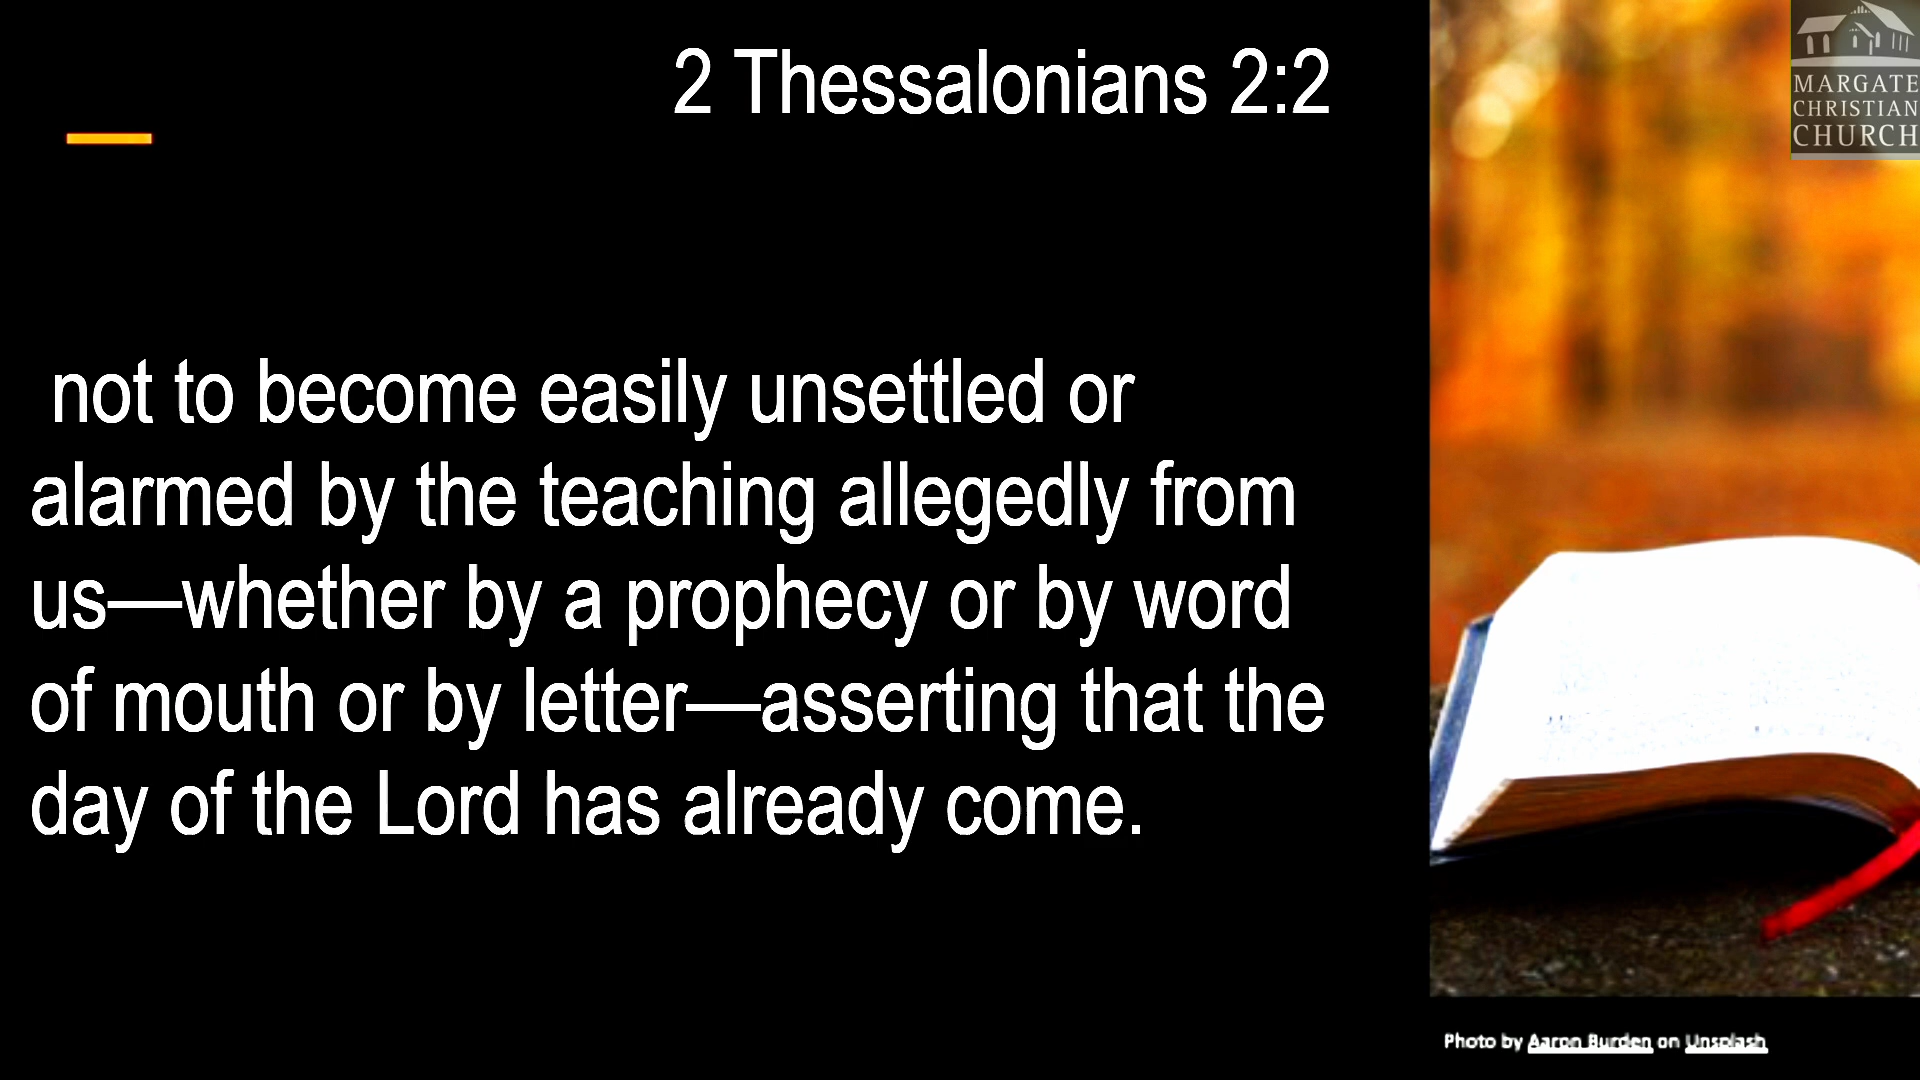 2 Thessalonians 2:2
MARGATE
CHRISTIAN
CHURCH
not to become easily unsettled or
alarmed by the teaching allegedly from
us—whether by a prophecy or by word
of mouth or by letter—asserting that the
day of the Lord has already come.
Photo by Aaron Burden on Unsplash